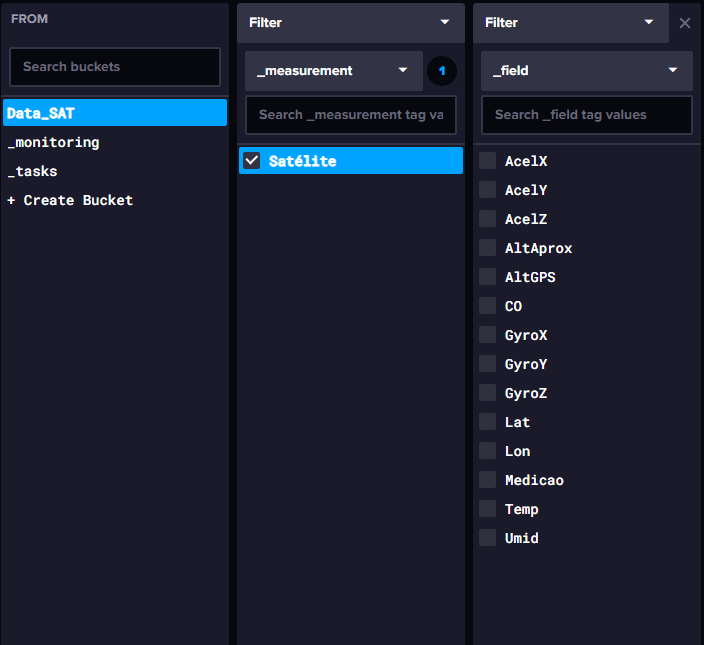 FROM
Search buckets
Data_SAT
_monitoring
_tasks
+ Create Bucket
Filter
_measurement
1
Search _measurement tag va
Satélite
Filter
_field
Search _field tag values
AcelX
AcelY
AcelZ
AltAprox
AltGPS
CO
GyroX
GyroY
GyroZ
Lat
Lon
Medicao
Temp
Umid